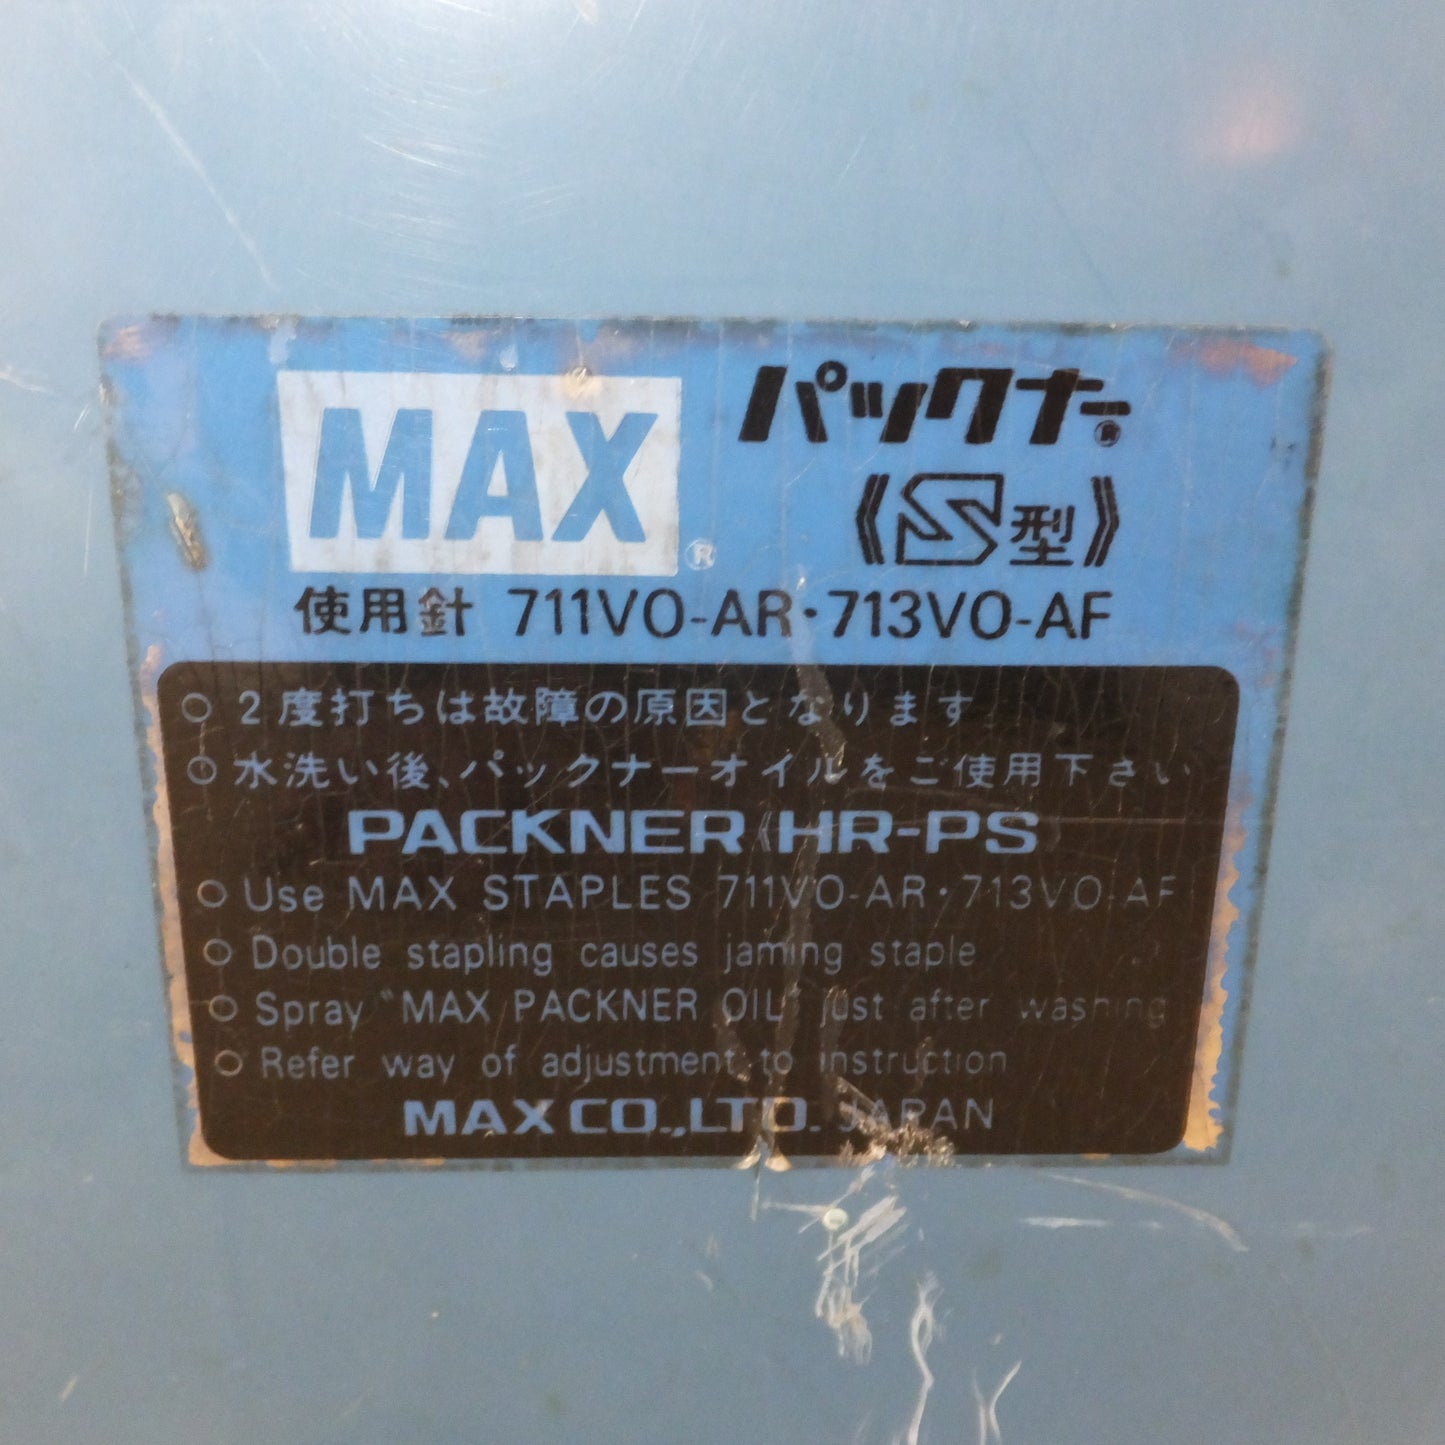 MAX® パックナー®
《S型》
使用針 711VO-AR・713VO-AF
○ 2度打ちは故障の原因となります
○ 水洗い後、パックナーオイルをご使用下さい
PACKNER《HR-PS
○ Use MAX STAPLES 711VO-AR・713VO-AF
○ Double stapling causes jaming staple
○ Spray "MAX PACKNER OIL" just after washing
○ Refer way of adjustment to instruction
MAX CO.,LTD. JAPAN